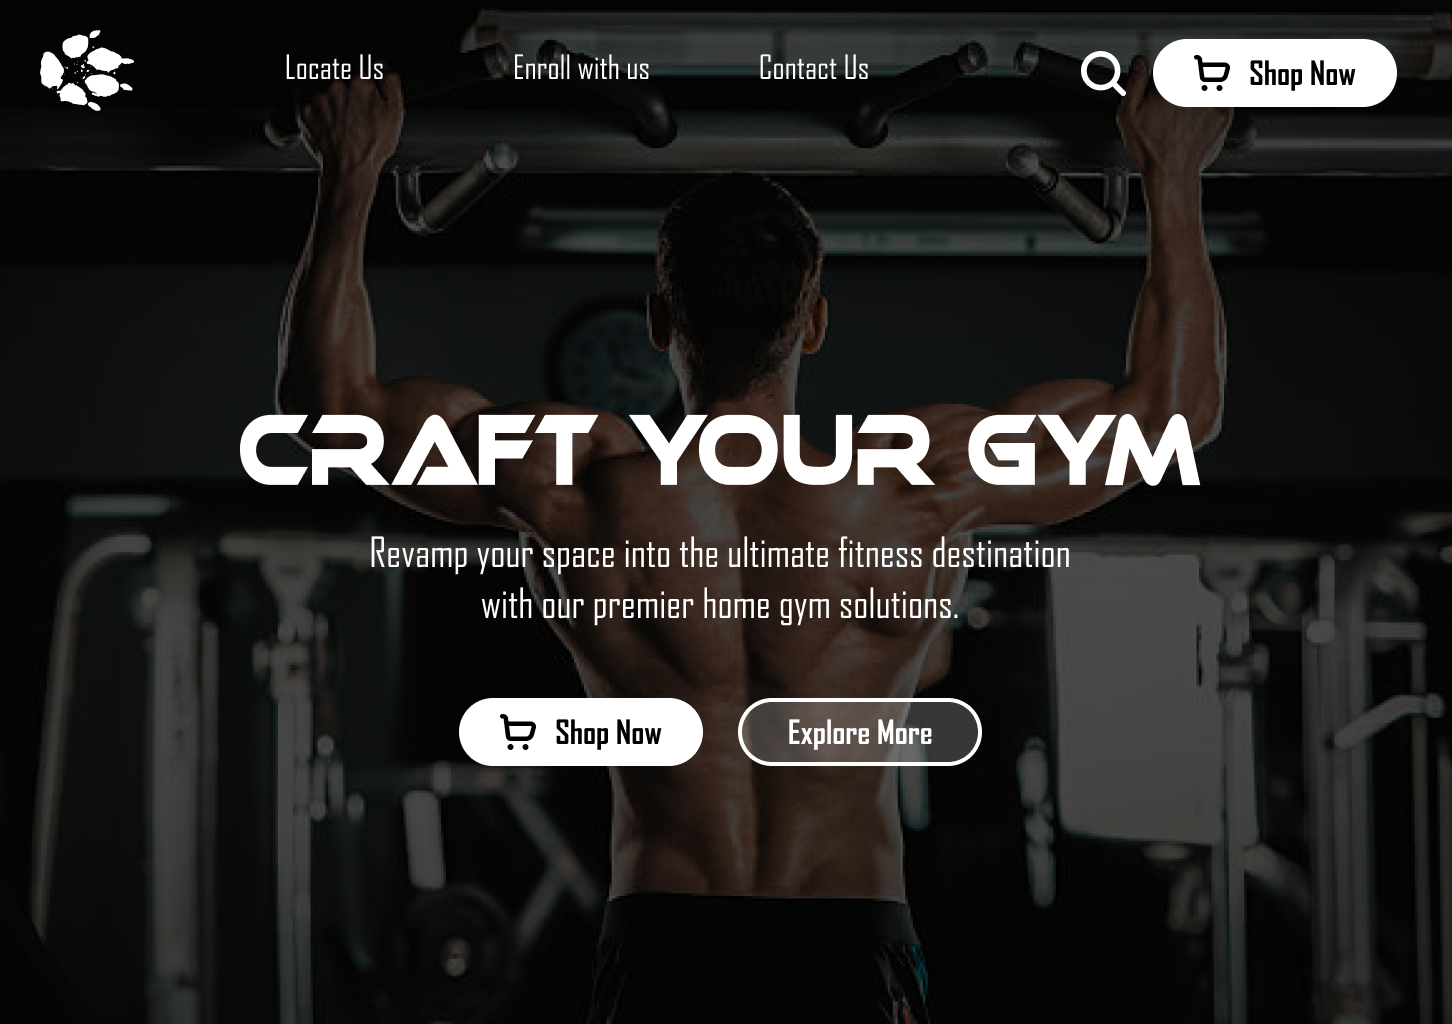 Locate Us
Enroll with us
Contact Us
Shop Now
CRAFT YOUR GYM
Revamp your space into the ultimate fitness destination
with our premier home gym solutions.
Shop Now
Explore More